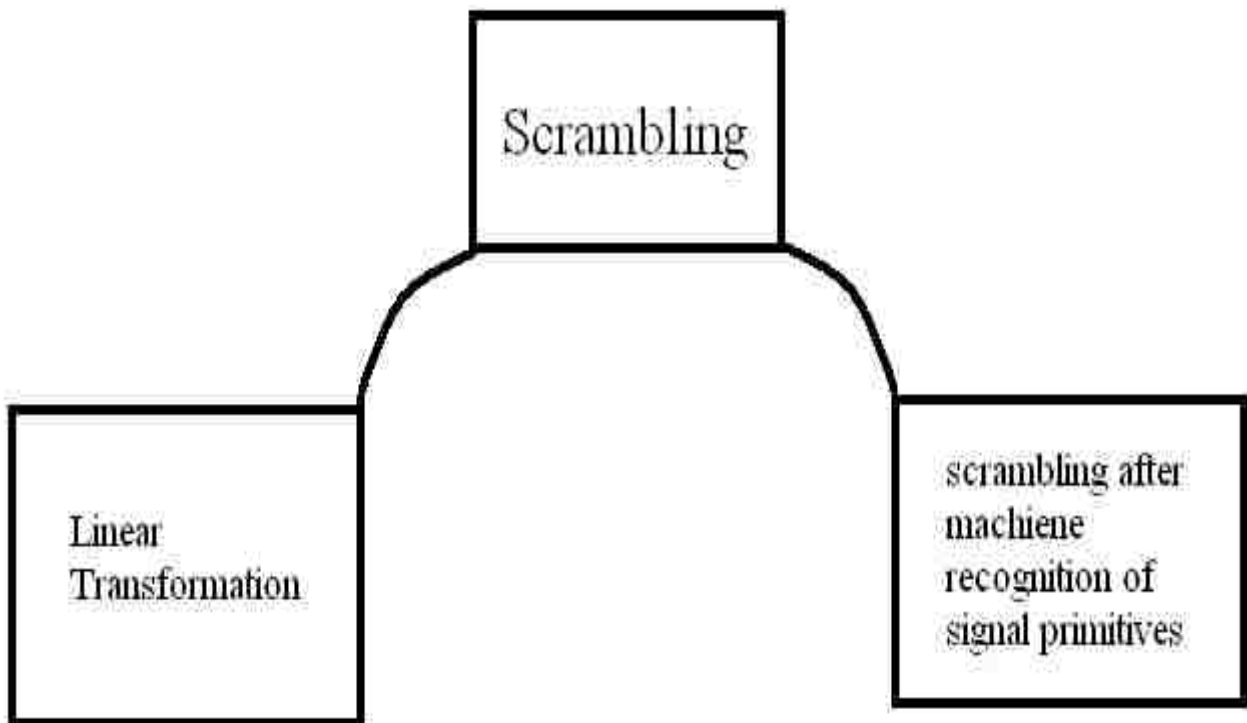 Scrambling
Linear
Transformation
scrambling after
machiene
recognition of
signal primitives